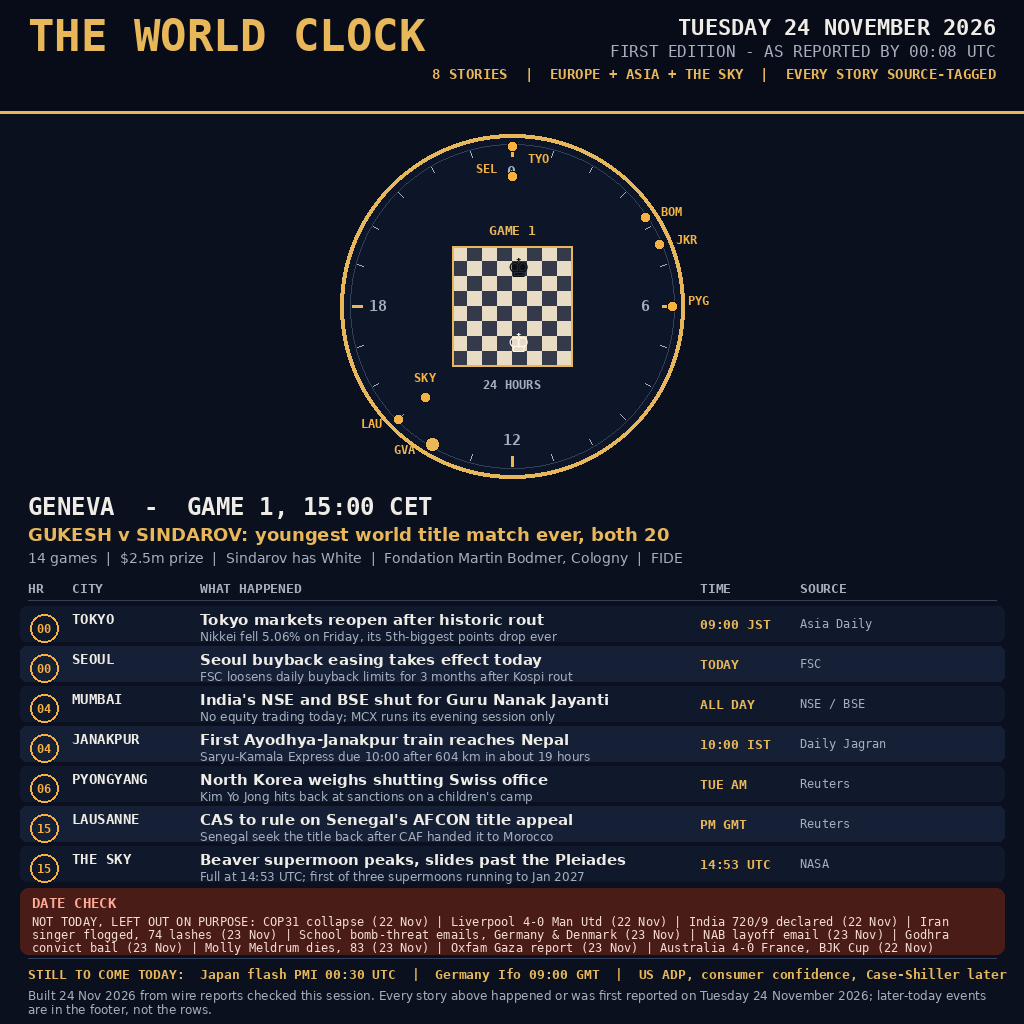 THE WORLD CLOCK
TUESDAY 24 NOVEMBER 2026
FIRST EDITION - AS REPORTED BY 00:08 UTC
8 STORIES | EUROPE + ASIA + THE SKY | EVERY STORY SOURCE-TAGGED
TYO
SEL 0
BOM
GAME 1
JKR
18
6
PYG
SKY
24 HOURS
LAU
12
GVA
GENEVA - GAME 1, 15:00 CET
GUKESH v SINDAROV: youngest world title match ever, both 20
14 games | $2.5m prize | Sindarov has White | Fondation Martin Bodmer, Cologny | FIDE
HR CITY WHAT HAPPENED TIME SOURCE
00 TOKYO Tokyo markets reopen after historic rout 09:00 JST Asia Daily
Nikkei fell 5.06% on Friday, its 5th-biggest points drop ever
00 SEOUL Seoul buyback easing takes effect today TODAY FSC
FSC loosens daily buyback limits for 3 months after Kospi rout
04 MUMBAI India's NSE and BSE shut for Guru Nanak Jayanti ALL DAY NSE / BSE
No equity trading today; MCX runs its evening session only
04 JANAKPUR First Ayodhya-Janakpur train reaches Nepal 10:00 IST Daily Jagran
Saryu-Kamala Express due 10:00 after 604 km in about 19 hours
06 PYONGYANG North Korea weighs shutting Swiss office TUE AM Reuters
Kim Yo Jong hits back at sanctions on a children's camp
15 LAUSANNE CAS to rule on Senegal's AFCON title appeal PM GMT Reuters
Senegal seek the title back after CAF handed it to Morocco
15 THE SKY Beaver supermoon peaks, slides past the Pleiades 14:53 UTC NASA
Full at 14:53 UTC; first of three supermoons running to Jan 2027
DATE CHECK
NOT TODAY, LEFT OUT ON PURPOSE: COP31 collapse (22 Nov) | Liverpool 4-0 Man Utd (22 Nov) | India 720/9 declared (22 Nov) | Iran
singer flogged, 74 lashes (23 Nov) | School bomb-threat emails, Germany & Denmark (23 Nov) | NAB layoff email (23 Nov) | Godhra
convict bail (23 Nov) | Molly Meldrum dies, 83 (23 Nov) | Oxfam Gaza report (23 Nov) | Australia 4-0 France, BJK Cup (22 Nov)
STILL TO COME TODAY: Japan flash PMI 00:30 UTC | Germany Ifo 09:00 GMT | US ADP, consumer confidence, Case-Shiller later
Built 24 Nov 2026 from wire reports checked this session. Every story above happened or was first reported on Tuesday 24 November 2026; later-today events
are in the footer, not the rows.